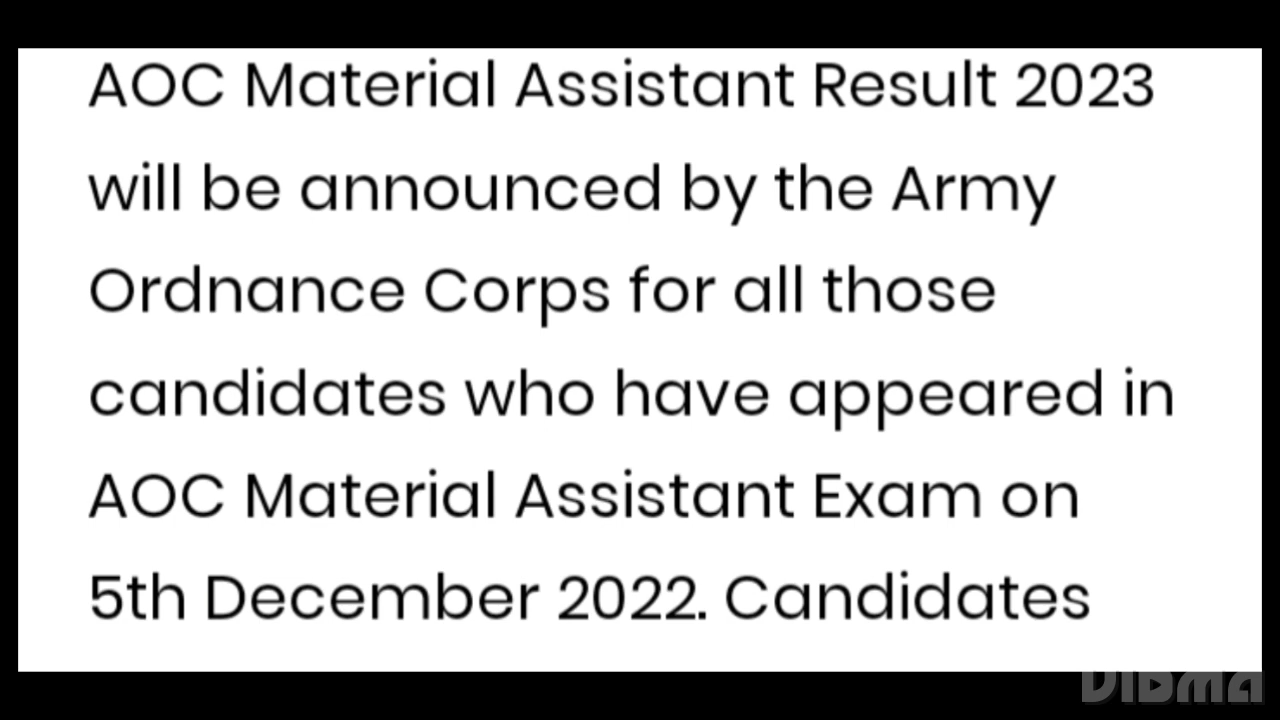 AOC Material Assistant Result 2023
will be announced by the Army
Ordnance Corps for all those
candidates who have appeared in
AOC Material Assistant Exam on
5th December 2022. Candidates